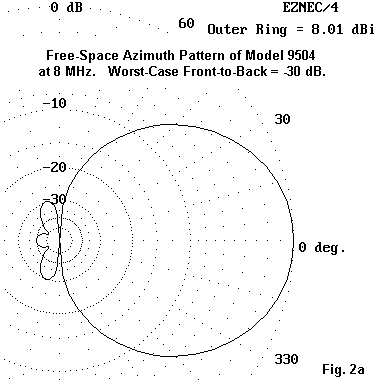 0 dB
EZNEC/4
60
Outer Ring = 8.01 dBi
Free-Space Azimuth Pattern of Model 9504
at 8 MHz. Worst-Case Front-to-Back = -30 dB.
-10
30
-20
-30
0 deg.
330
Fig. 2a